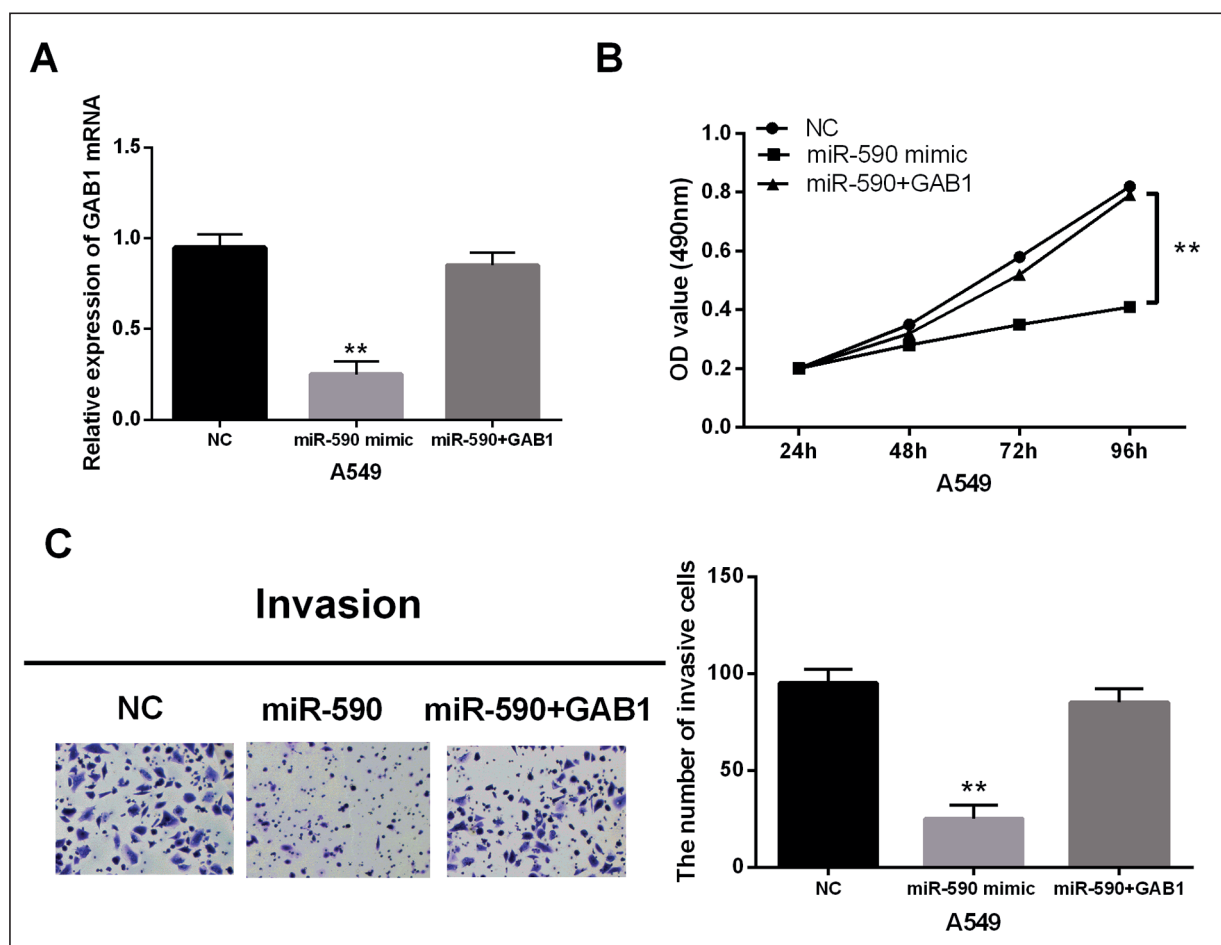 A
Relative expression of GAB1 mRNA
1.5
1.0
0.5
0.0
**
NC
miR-590 mimic
miR-590+GAB1
A549
B
NC
miR-590 mimic
miR-590+GAB1
OD value (490nm)
1.0
0.8
0.6
0.4
0.2
0.0
**
24h
48h
72h
96h
A549
C
Invasion
NC
miR-590
miR-590+GAB1
The number of invasive cells
150
100
50
0
**
NC
miR-590 mimic
miR-590+GAB1
A549